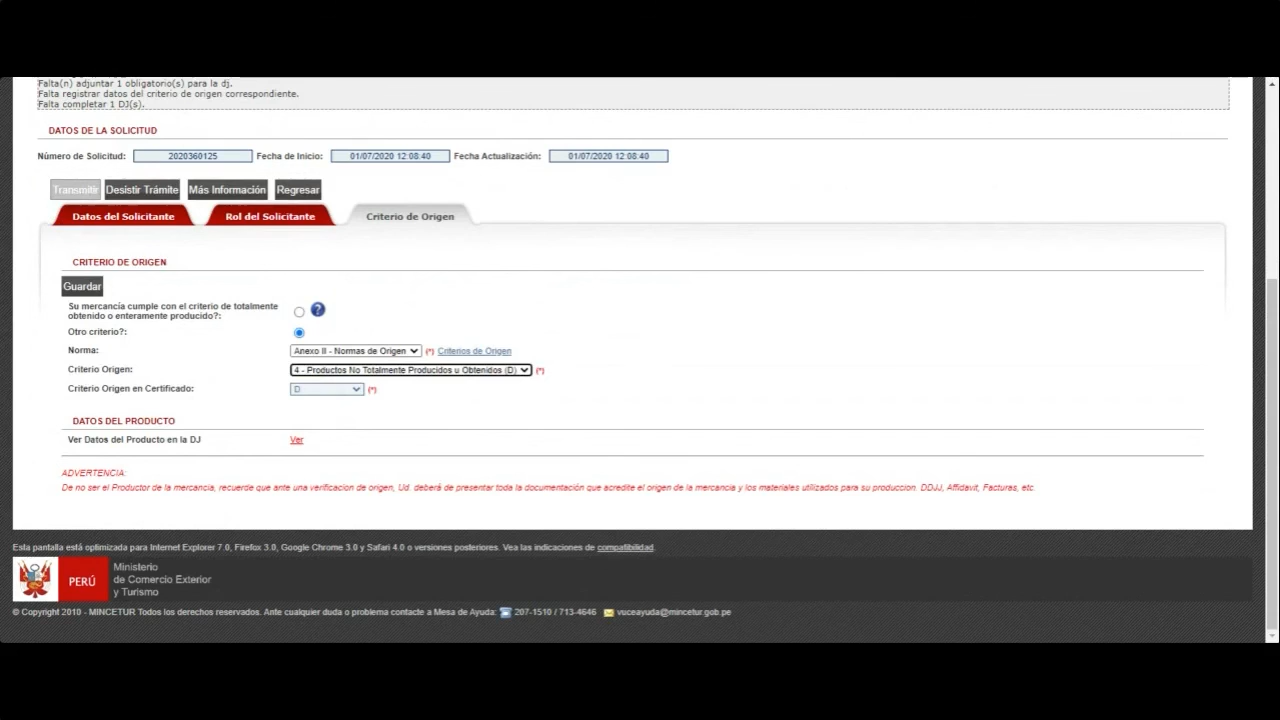 Falta(n) adjuntar 1 obligatorio(s) para la dj.
Falta registrar datos del criterio de origen correspondiente.
Falta completar 1 DJ(s).
DATOS DE LA SOLICITUD
Número de Solicitud: 2020360125 Fecha de Inicio: 01/07/2020 12:08:40 Fecha Actualización: 01/07/2020 12:08:40
Transmitir Desistir Trámite Más Información Regresar
Datos del Solicitante Rol del Solicitante Criterio de Origen
CRITERIO DE ORIGEN
Guardar
Su mercancía cumple con el criterio de totalmente
obtenido o enteramente producido?: ?
Otro criterio?:
Norma: Anexo II - Normas de Origen (*) Criterios de Origen
Criterio Origen: 4 - Productos No Totalmente Producidos u Obtenidos (D) (*)
Criterio Origen en Certificado: D (*)
DATOS DEL PRODUCTO
Ver Datos del Producto en la DJ Ver
ADVERTENCIA:
De no ser el Productor de la mercancia, recuerde que ante una verificacion de origen, Ud. deberá de presentar toda la documentación que acredite el origen de la mercancia y los materiales utilizados para su produccion. DDJJ, Affidavit, Facturas, etc
Esta pantalla está optimizada para Internet Explorer 7.0, Firefox 3.0, Google Chrome 3.0 y Safari 4.0 o versiones posteriores. Vea las indicaciones de compatibilidad.
PERÚ
Ministerio
de Comercio Exterior
y Turismo
© Copyright 2010 - MINCETUR Todos los derechos reservados. Ante cualquier duda o problema contacte a Mesa de Ayuda: 207-1510 / 713-4646 vuceayuda@mincetur.gob.pe